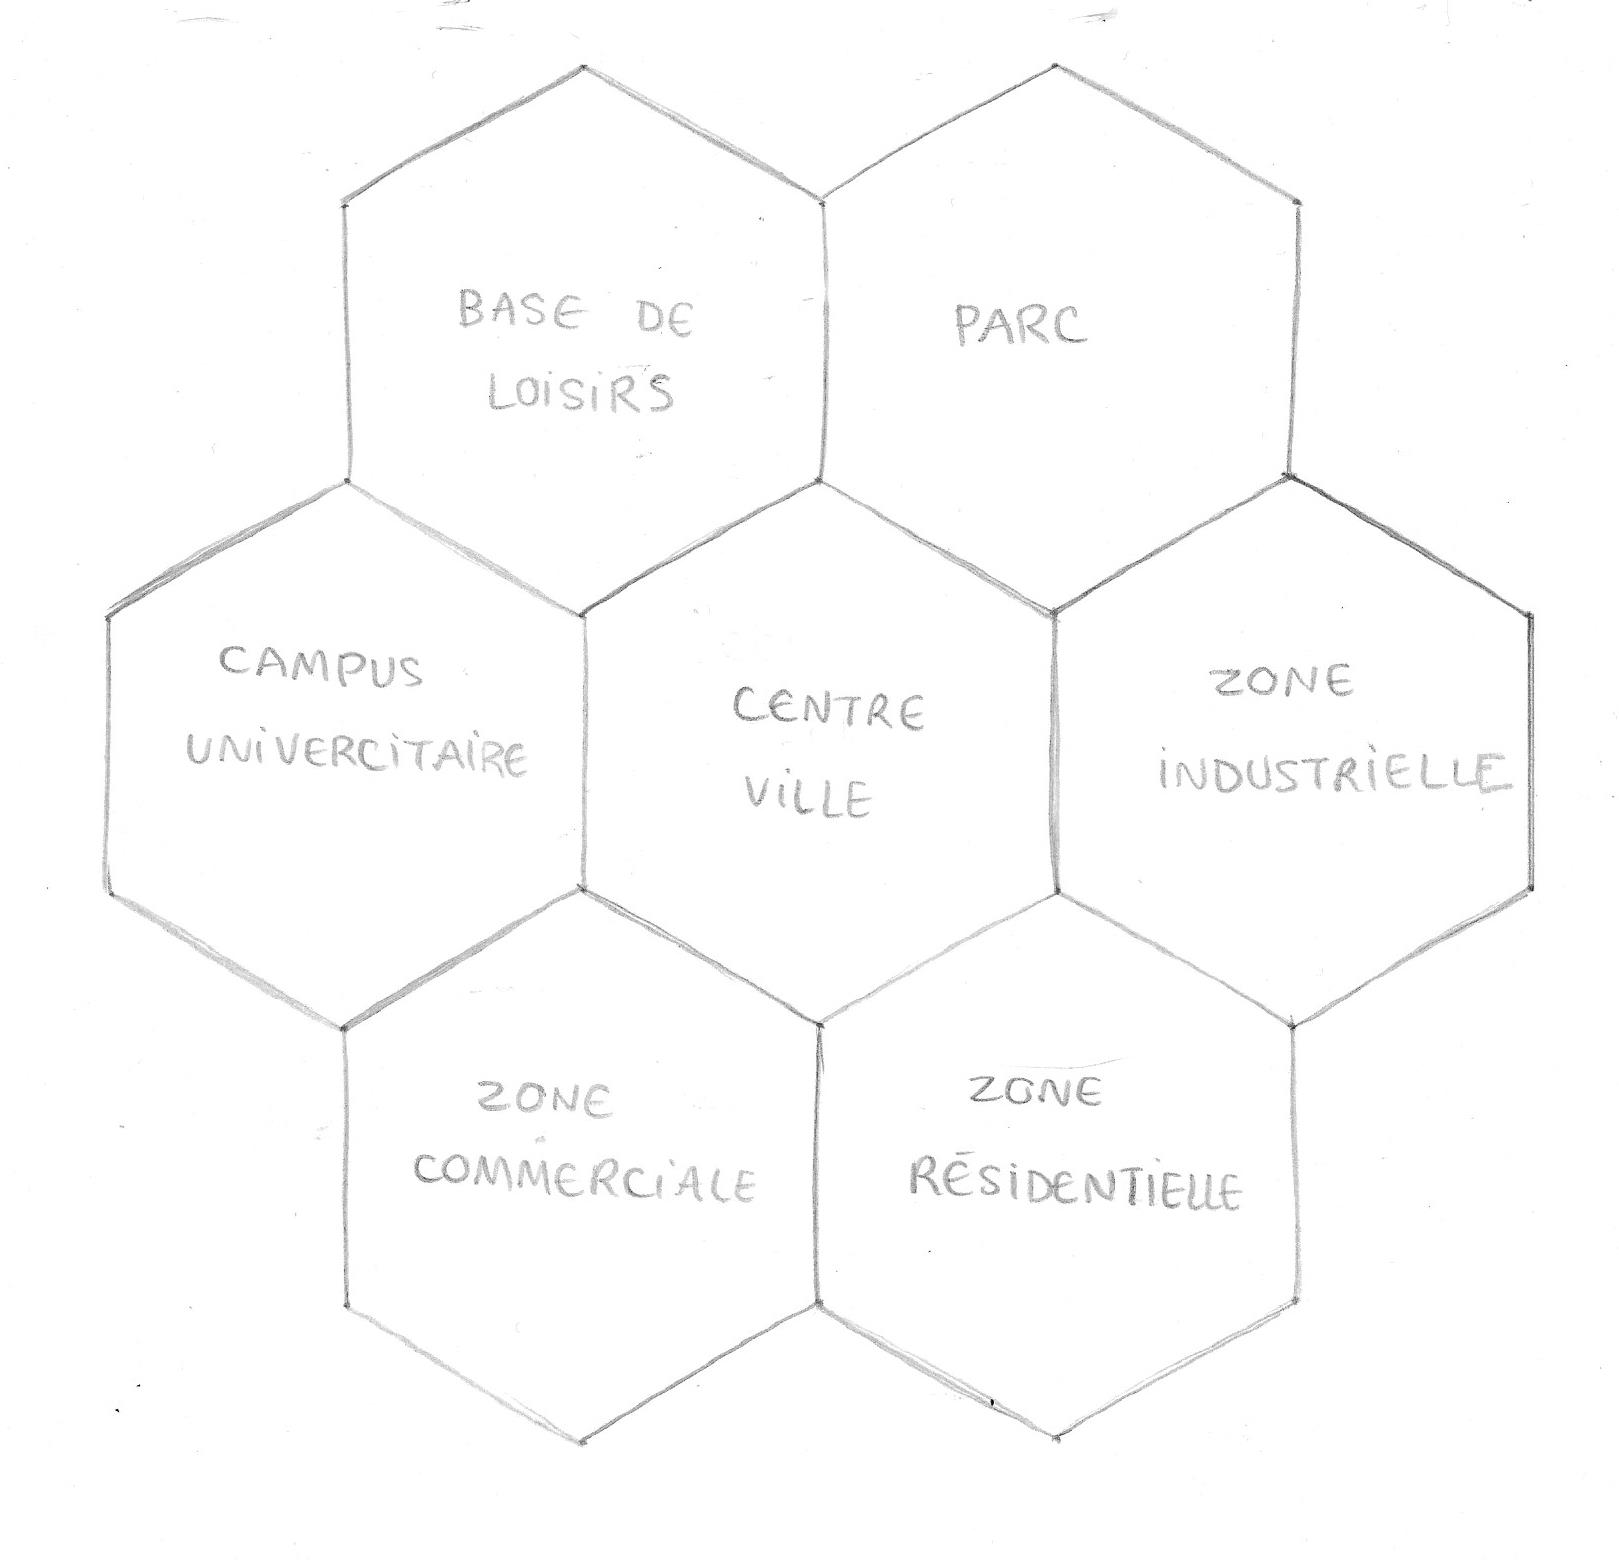 BASE DE
LOiSiRS
PARC
CAMPUS
UNiVERCiTAiRE
CENTRE
ViLLE
ZONE
iNDUSTRiELLE
ZONE
COMMERCiALE
ZONE
RÉSiDENTiELLE